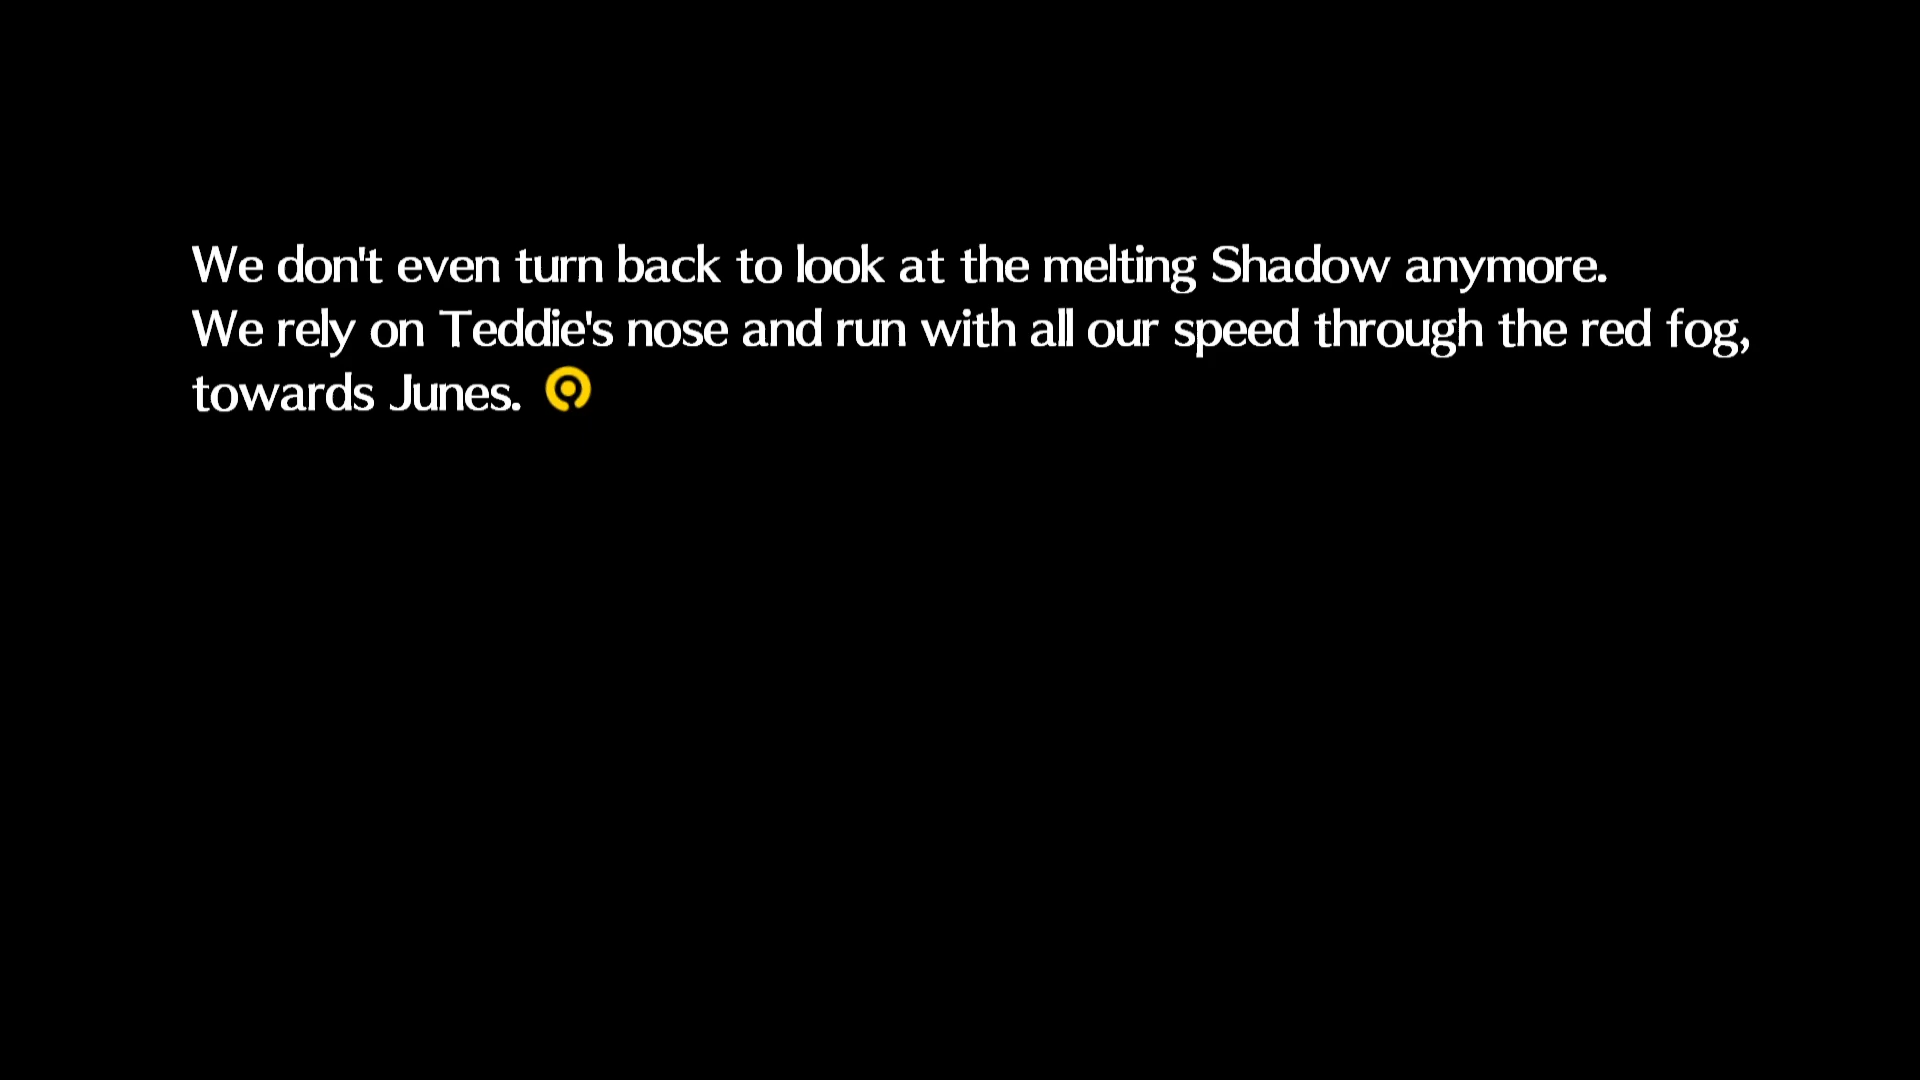 We don't even turn back to look at the melting Shadow anymore.
We rely on Teddie's nose and run with all our speed through the red fog,
towards Junes.